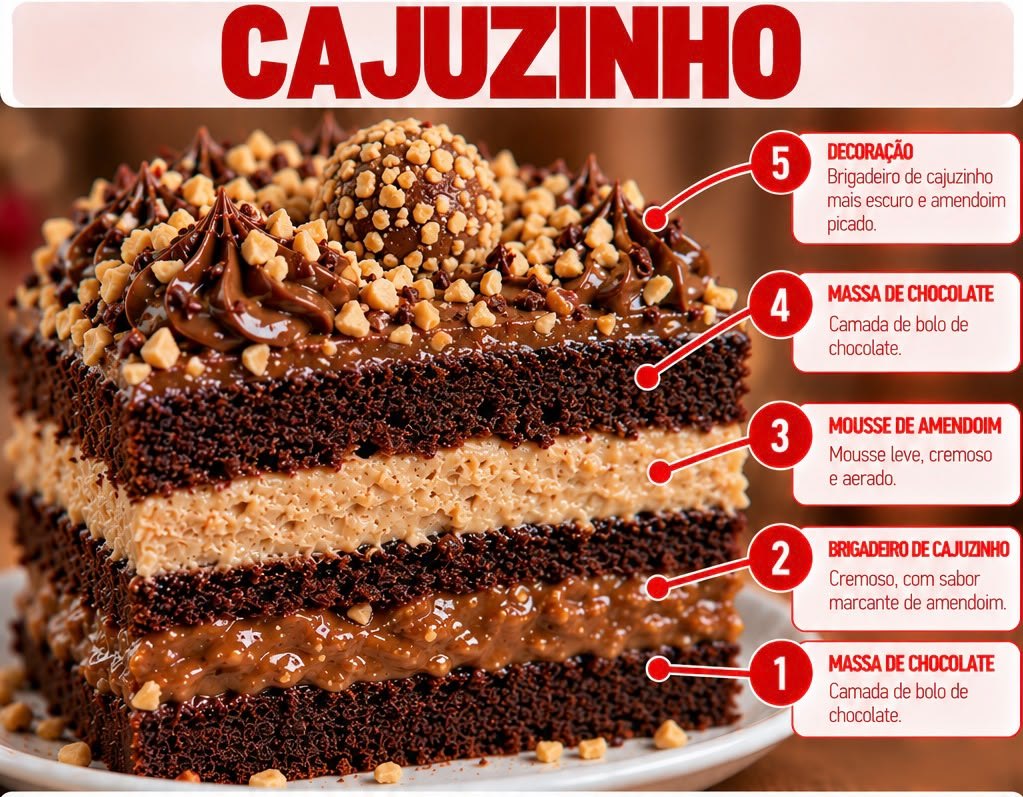 CAJUZINHO
5
DECORAÇÃO
Brigadeiro de cajuzinho
mais escuro e amendoim
picado.
4
MASSA DE CHOCOLATE
Camada de bolo de
chocolate.
3
MOUSSE DE AMENDOIM
Mousse leve, cremoso
e aerado.
2
BRIGADEIRO DE CAJUZINHO
Cremoso, com sabor
marcante de amendoim.
1
MASSA DE CHOCOLATE
Camada de bolo de
chocolate.